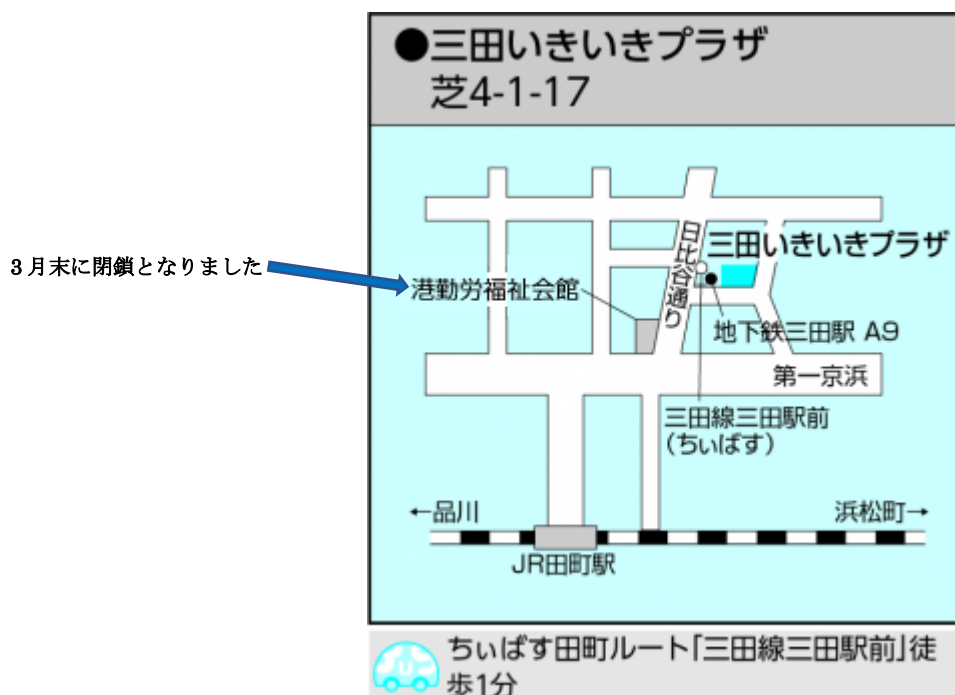 ●三田いきいきプラザ
芝4-1-17
日比谷通り
三田いきいきプラザ
3月末に閉鎖となりました
港勤労福祉会館
地下鉄三田駅 A9
第一京浜
三田線三田駅前
(ちぃばす)
←品川
浜松町→
JR田町駅
ちぃばす田町ルート「三田線三田駅前」徒
歩1分